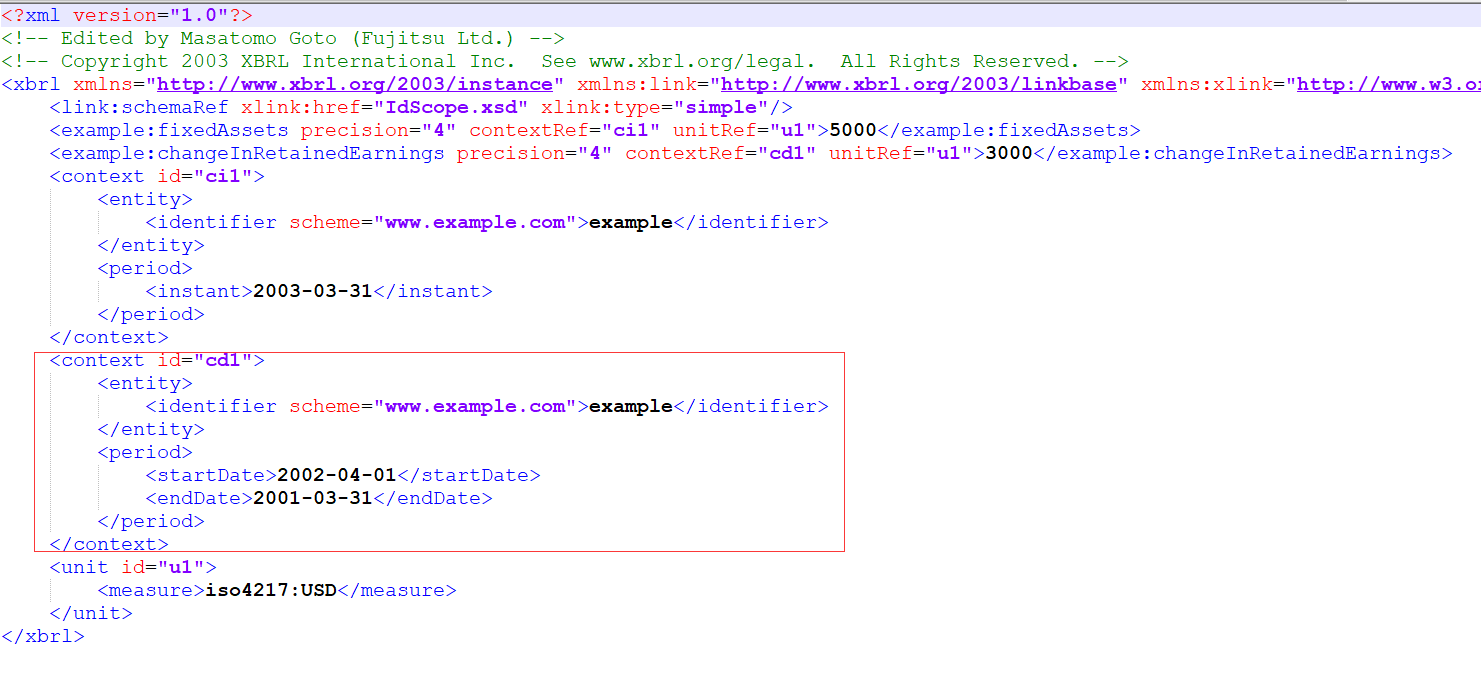 <?xml version="1.0"?>
<!-- Edited by Masatomo Goto (Fujitsu Ltd.) -->
<!-- Copyright 2003 XBRL International Inc.  See www.xbrl.org/legal.  All Rights Reserved. -->
<xbrl xmlns="http://www.xbrl.org/2003/instance" xmlns:link="http://www.xbrl.org/2003/linkbase" xmlns:xlink="http://www.w3.o
    <link:schemaRef xlink:href="IdScope.xsd" xlink:type="simple"/>
    <example:fixedAssets precision="4" contextRef="ci1" unitRef="u1">5000</example:fixedAssets>
    <example:changeInRetainedEarnings precision="4" contextRef="cd1" unitRef="u1">3000</example:changeInRetainedEarnings>
    <context id="ci1">
        <entity>
            <identifier scheme="www.example.com">example</identifier>
        </entity>
        <period>
            <instant>2003-03-31</instant>
        </period>
    </context>
    <context id="cd1">
        <entity>
            <identifier scheme="www.example.com">example</identifier>
        </entity>
        <period>
            <startDate>2002-04-01</startDate>
            <endDate>2001-03-31</endDate>
        </period>
    </context>
    <unit id="u1">
        <measure>iso4217:USD</measure>
    </unit>
</xbrl>